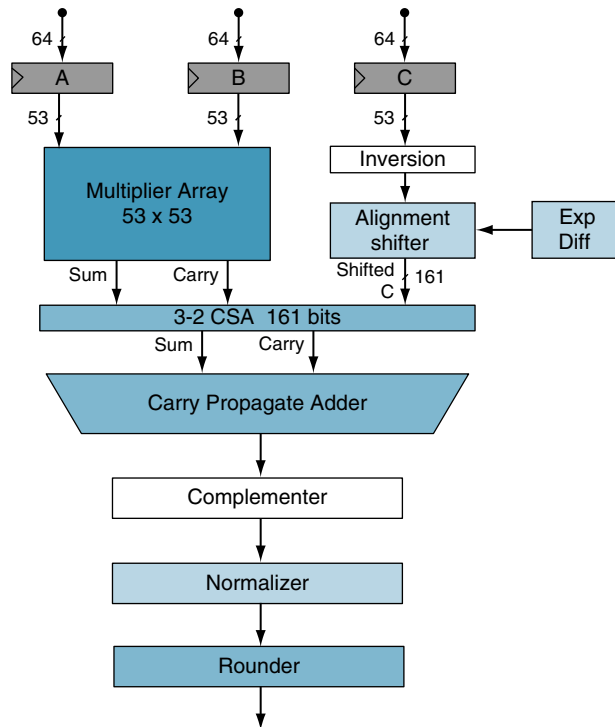 64 64 64
A B C
53 53 53
Inversion
Multiplier Array
53 x 53
Alignment
shifter
Exp
Diff
Sum Carry
Shifted
C
161
3-2 CSA 161 bits
Sum Carry
Carry Propagate Adder
Complementer
Normalizer
Rounder